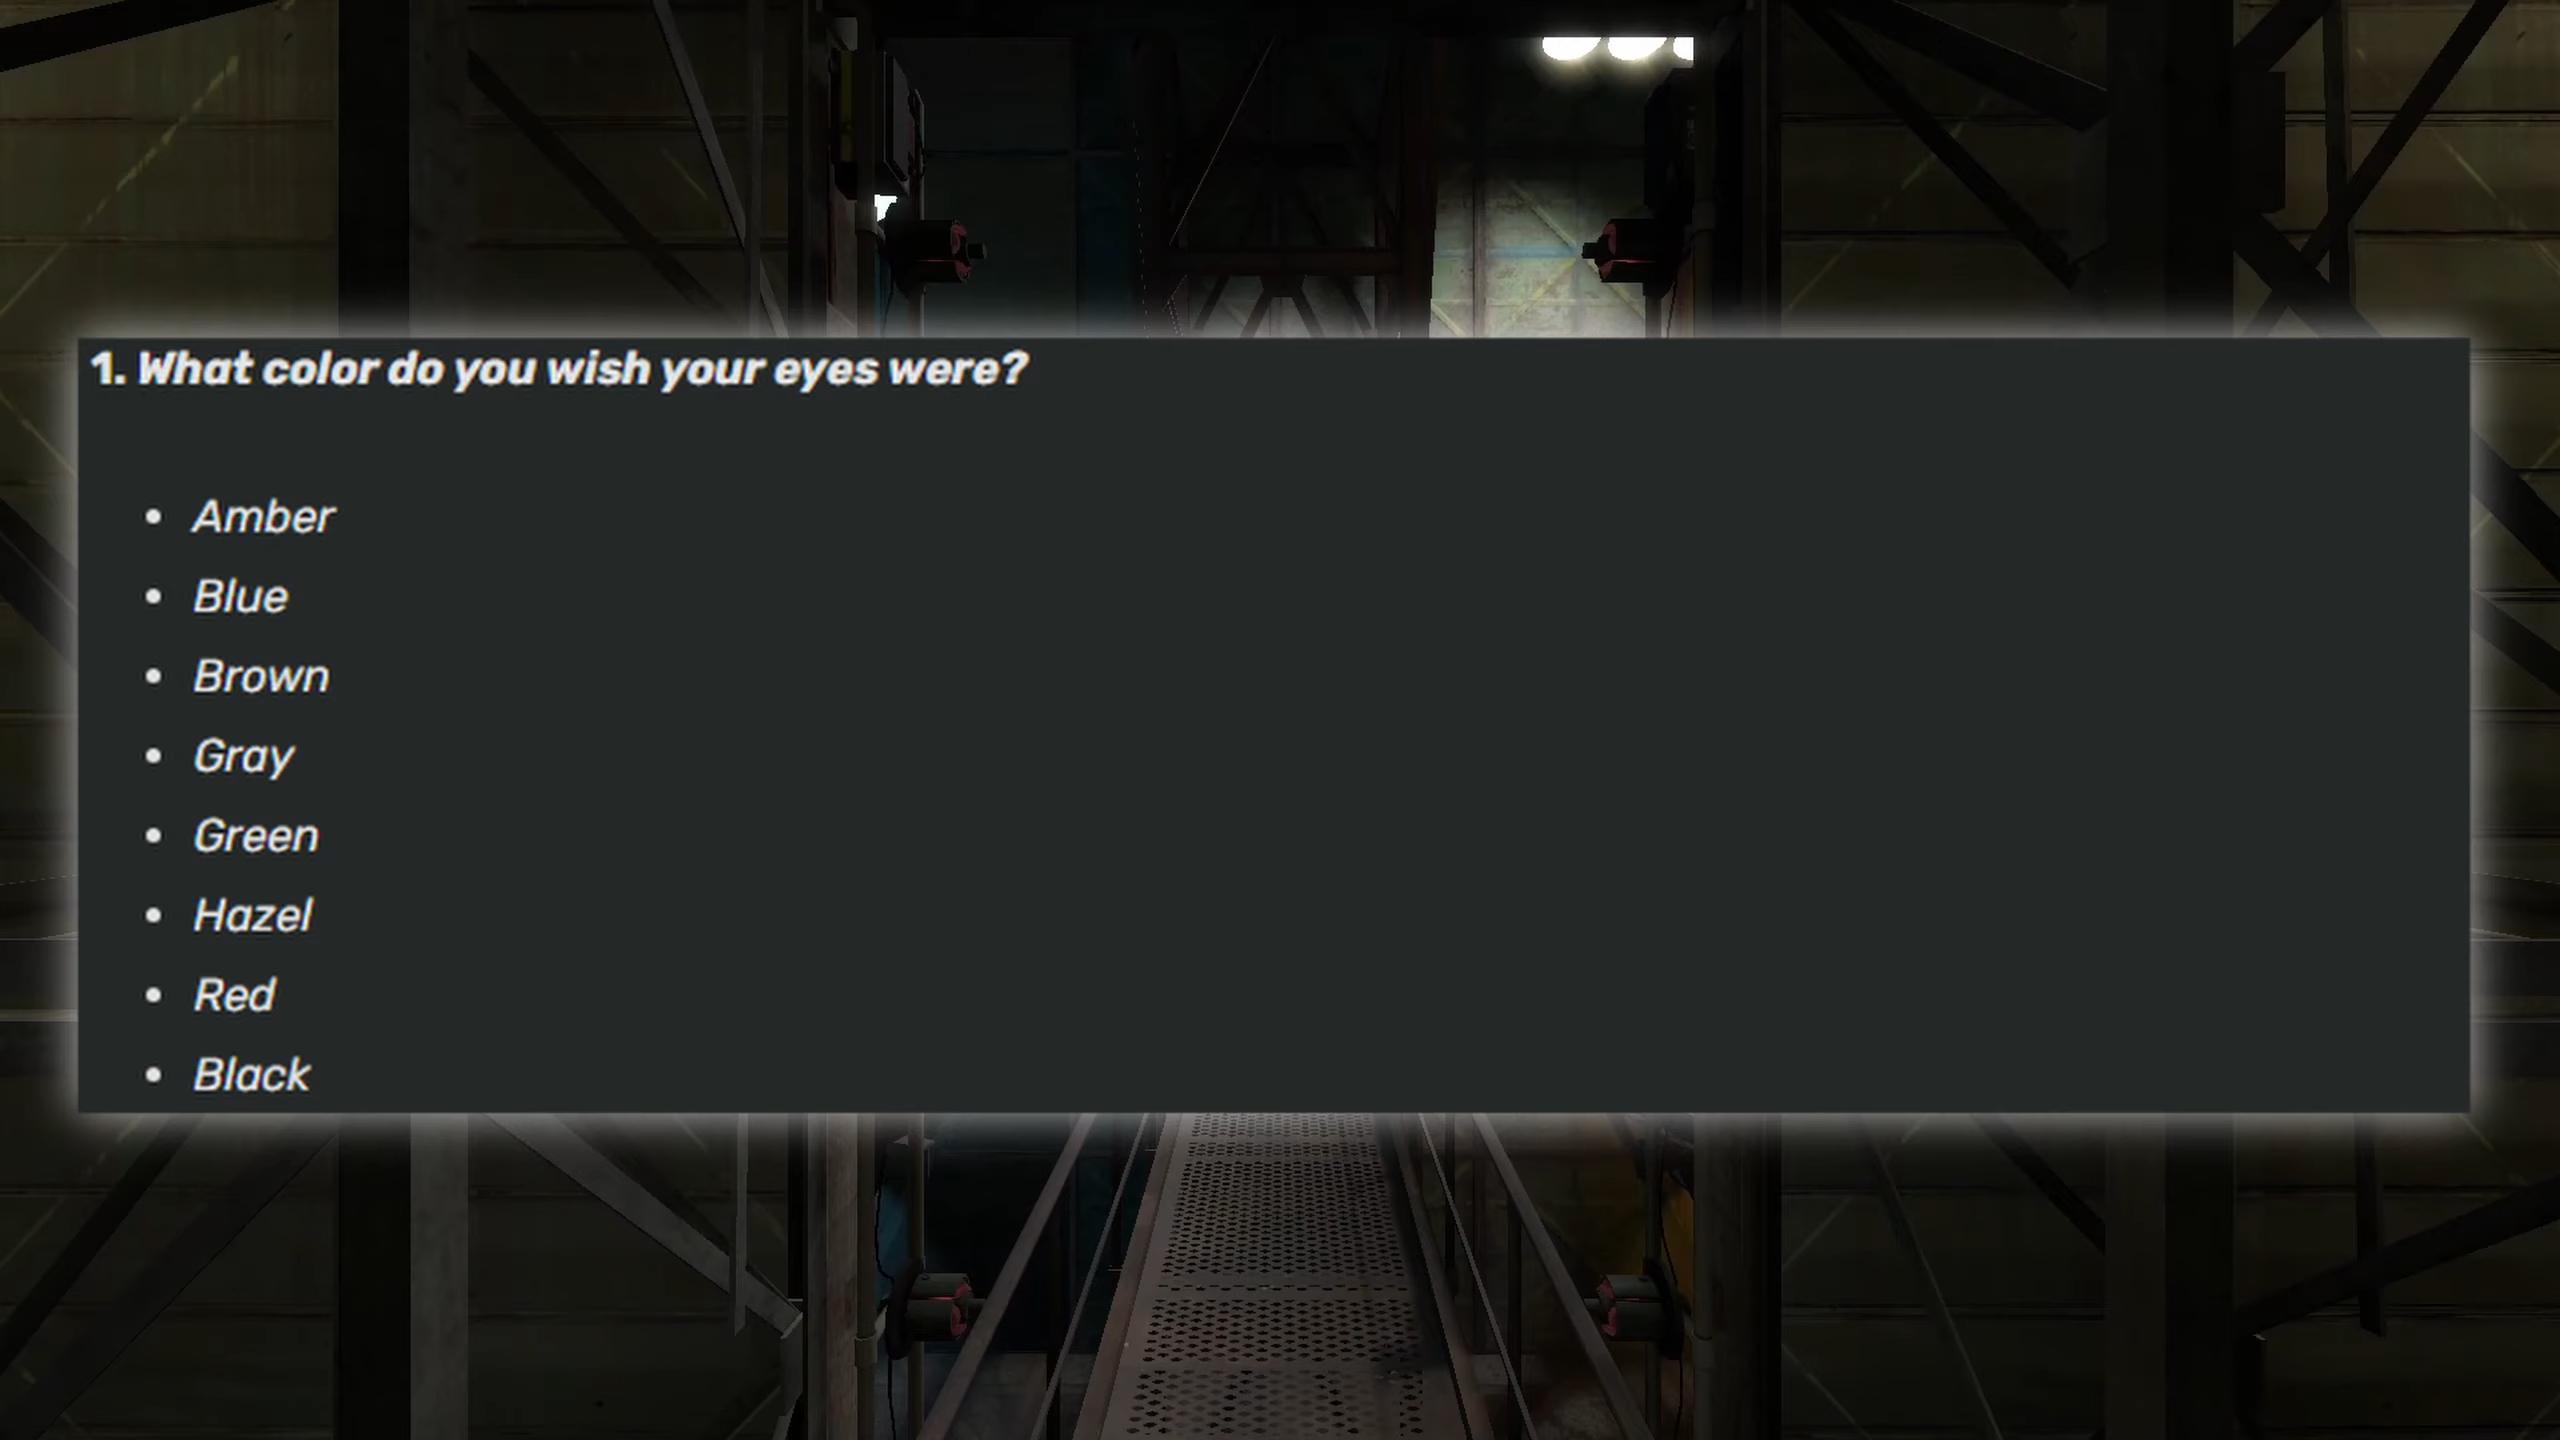 1. What color do you wish your eyes were?
• Amber
• Blue
• Brown
• Gray
• Green
• Hazel
• Red
• Black